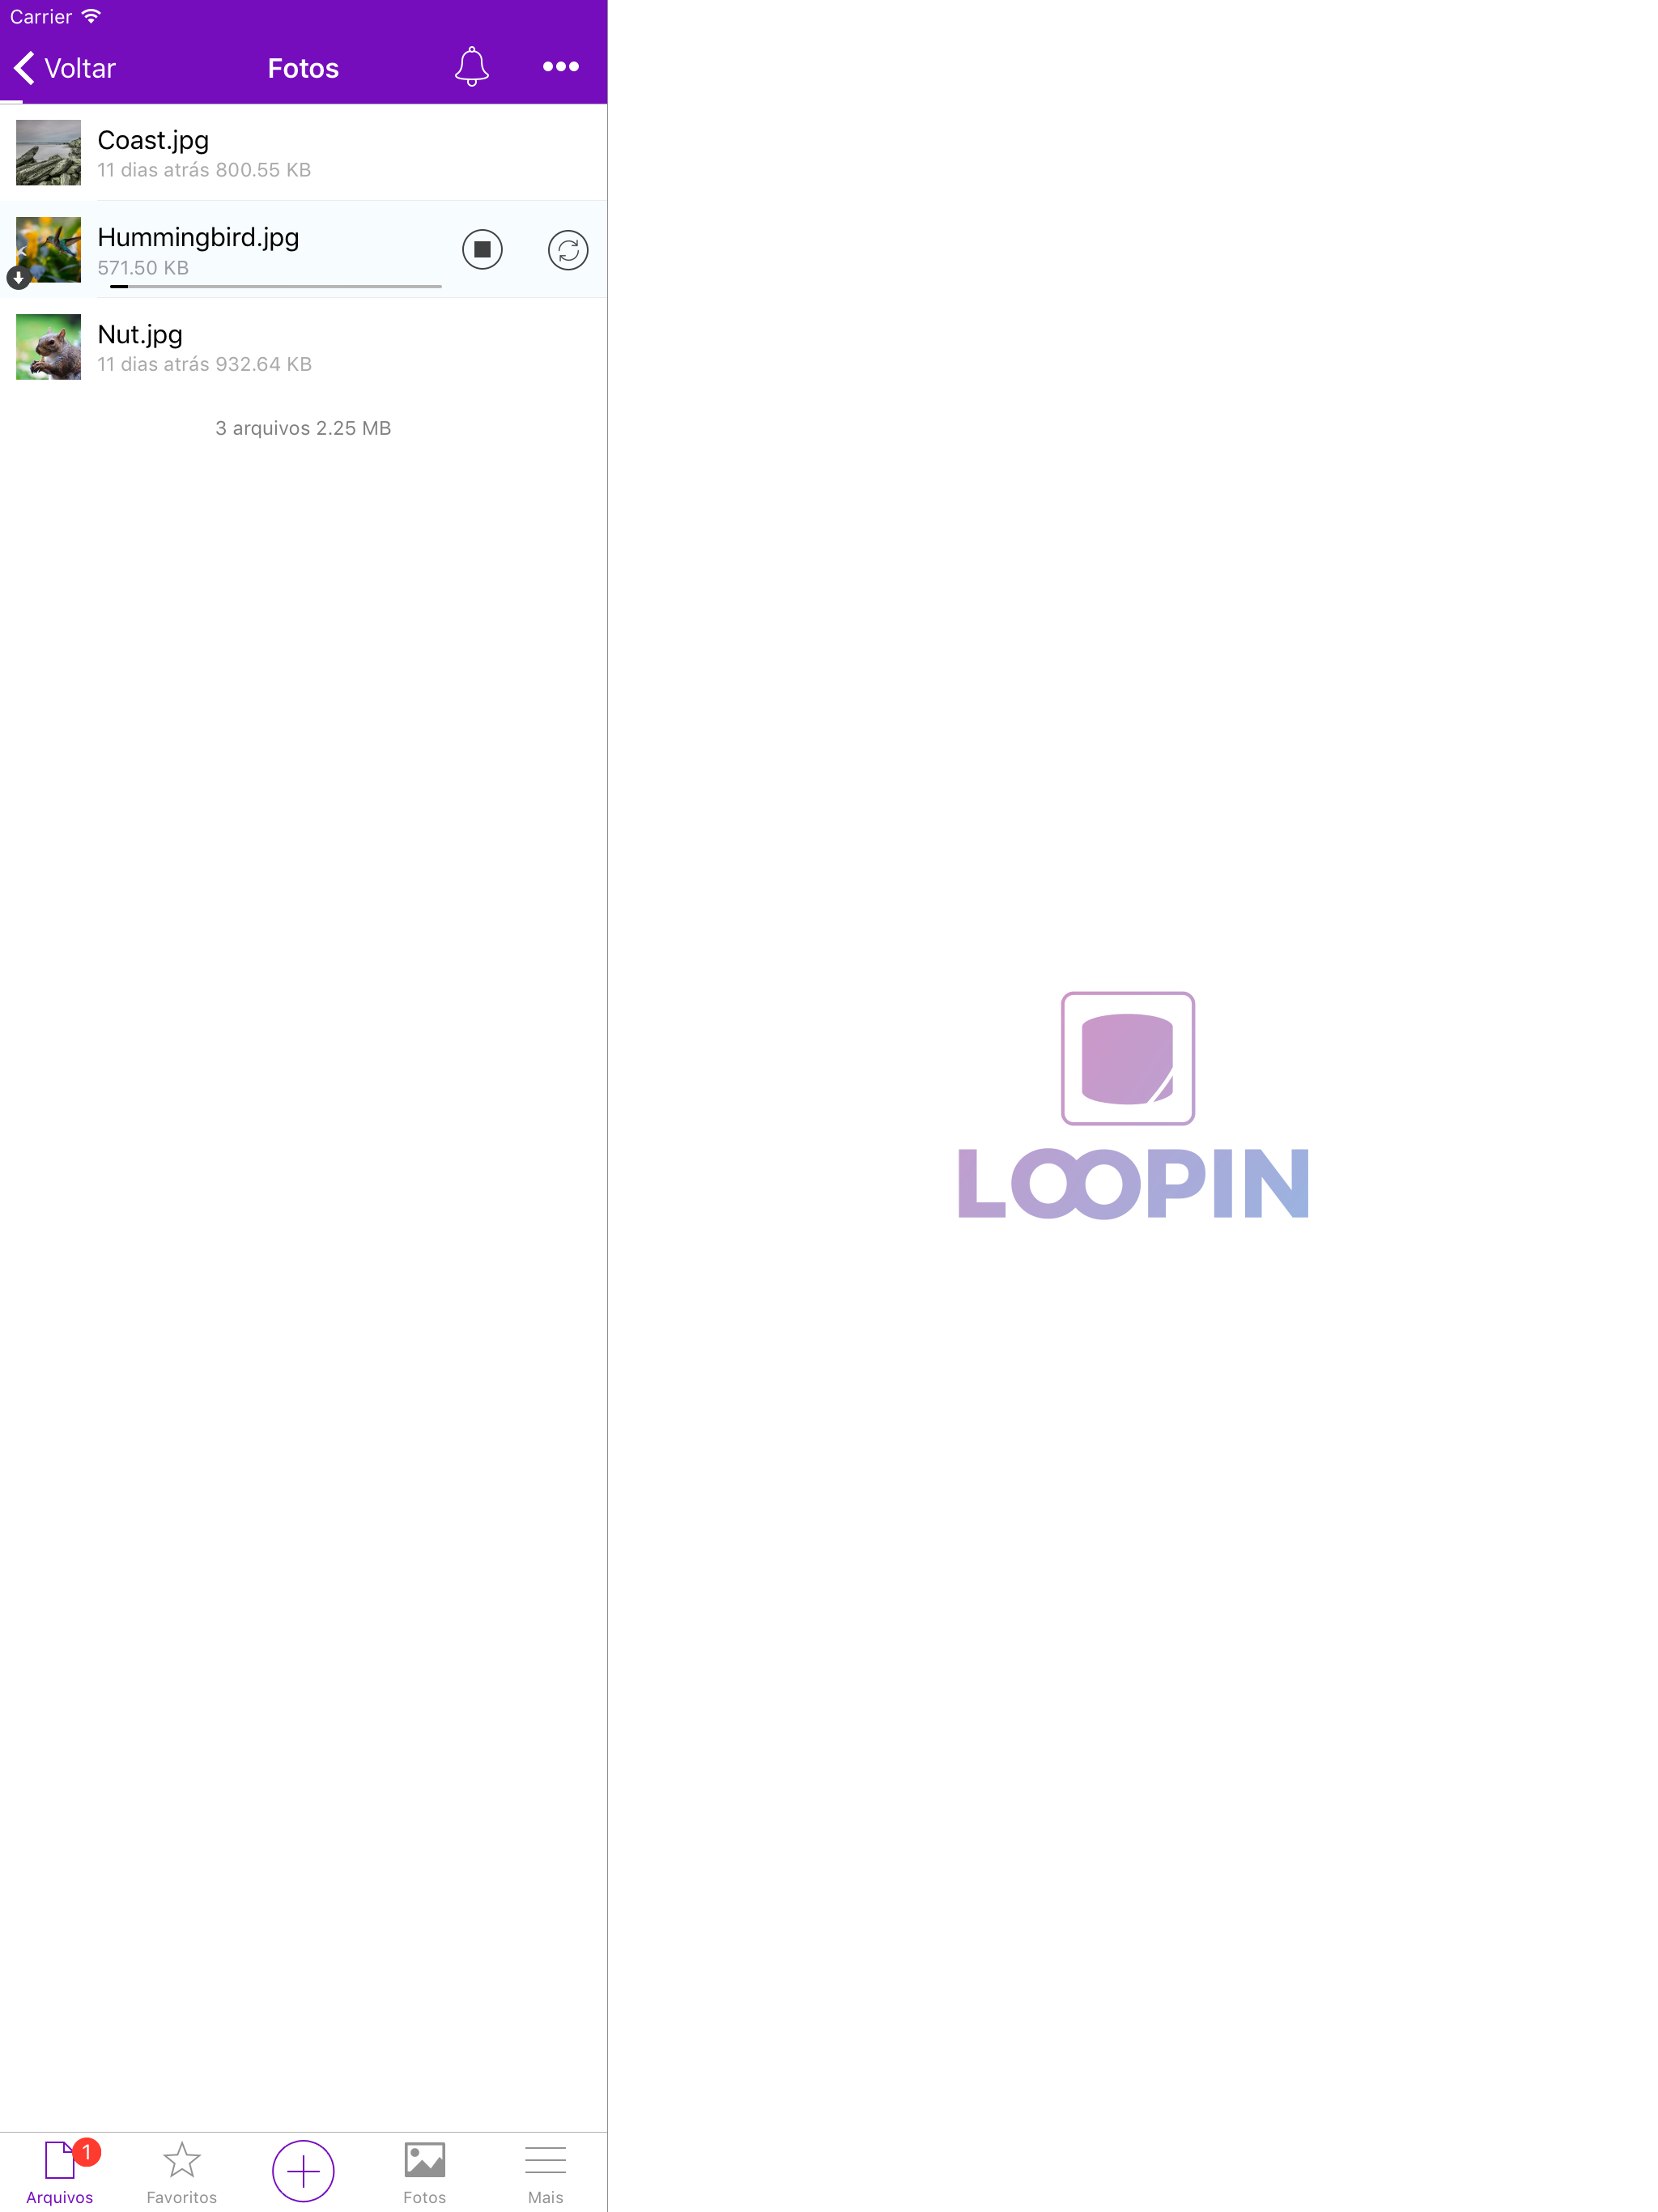 Carrier
Voltar
Fotos
Coast.jpg
11 dias atrás 800.55 KB
Hummingbird.jpg
571.50 KB
Nut.jpg
11 dias atrás 932.64 KB
3 arquivos 2.25 MB
LOOPIN
1
Arquivos
Favoritos
Fotos
Mais